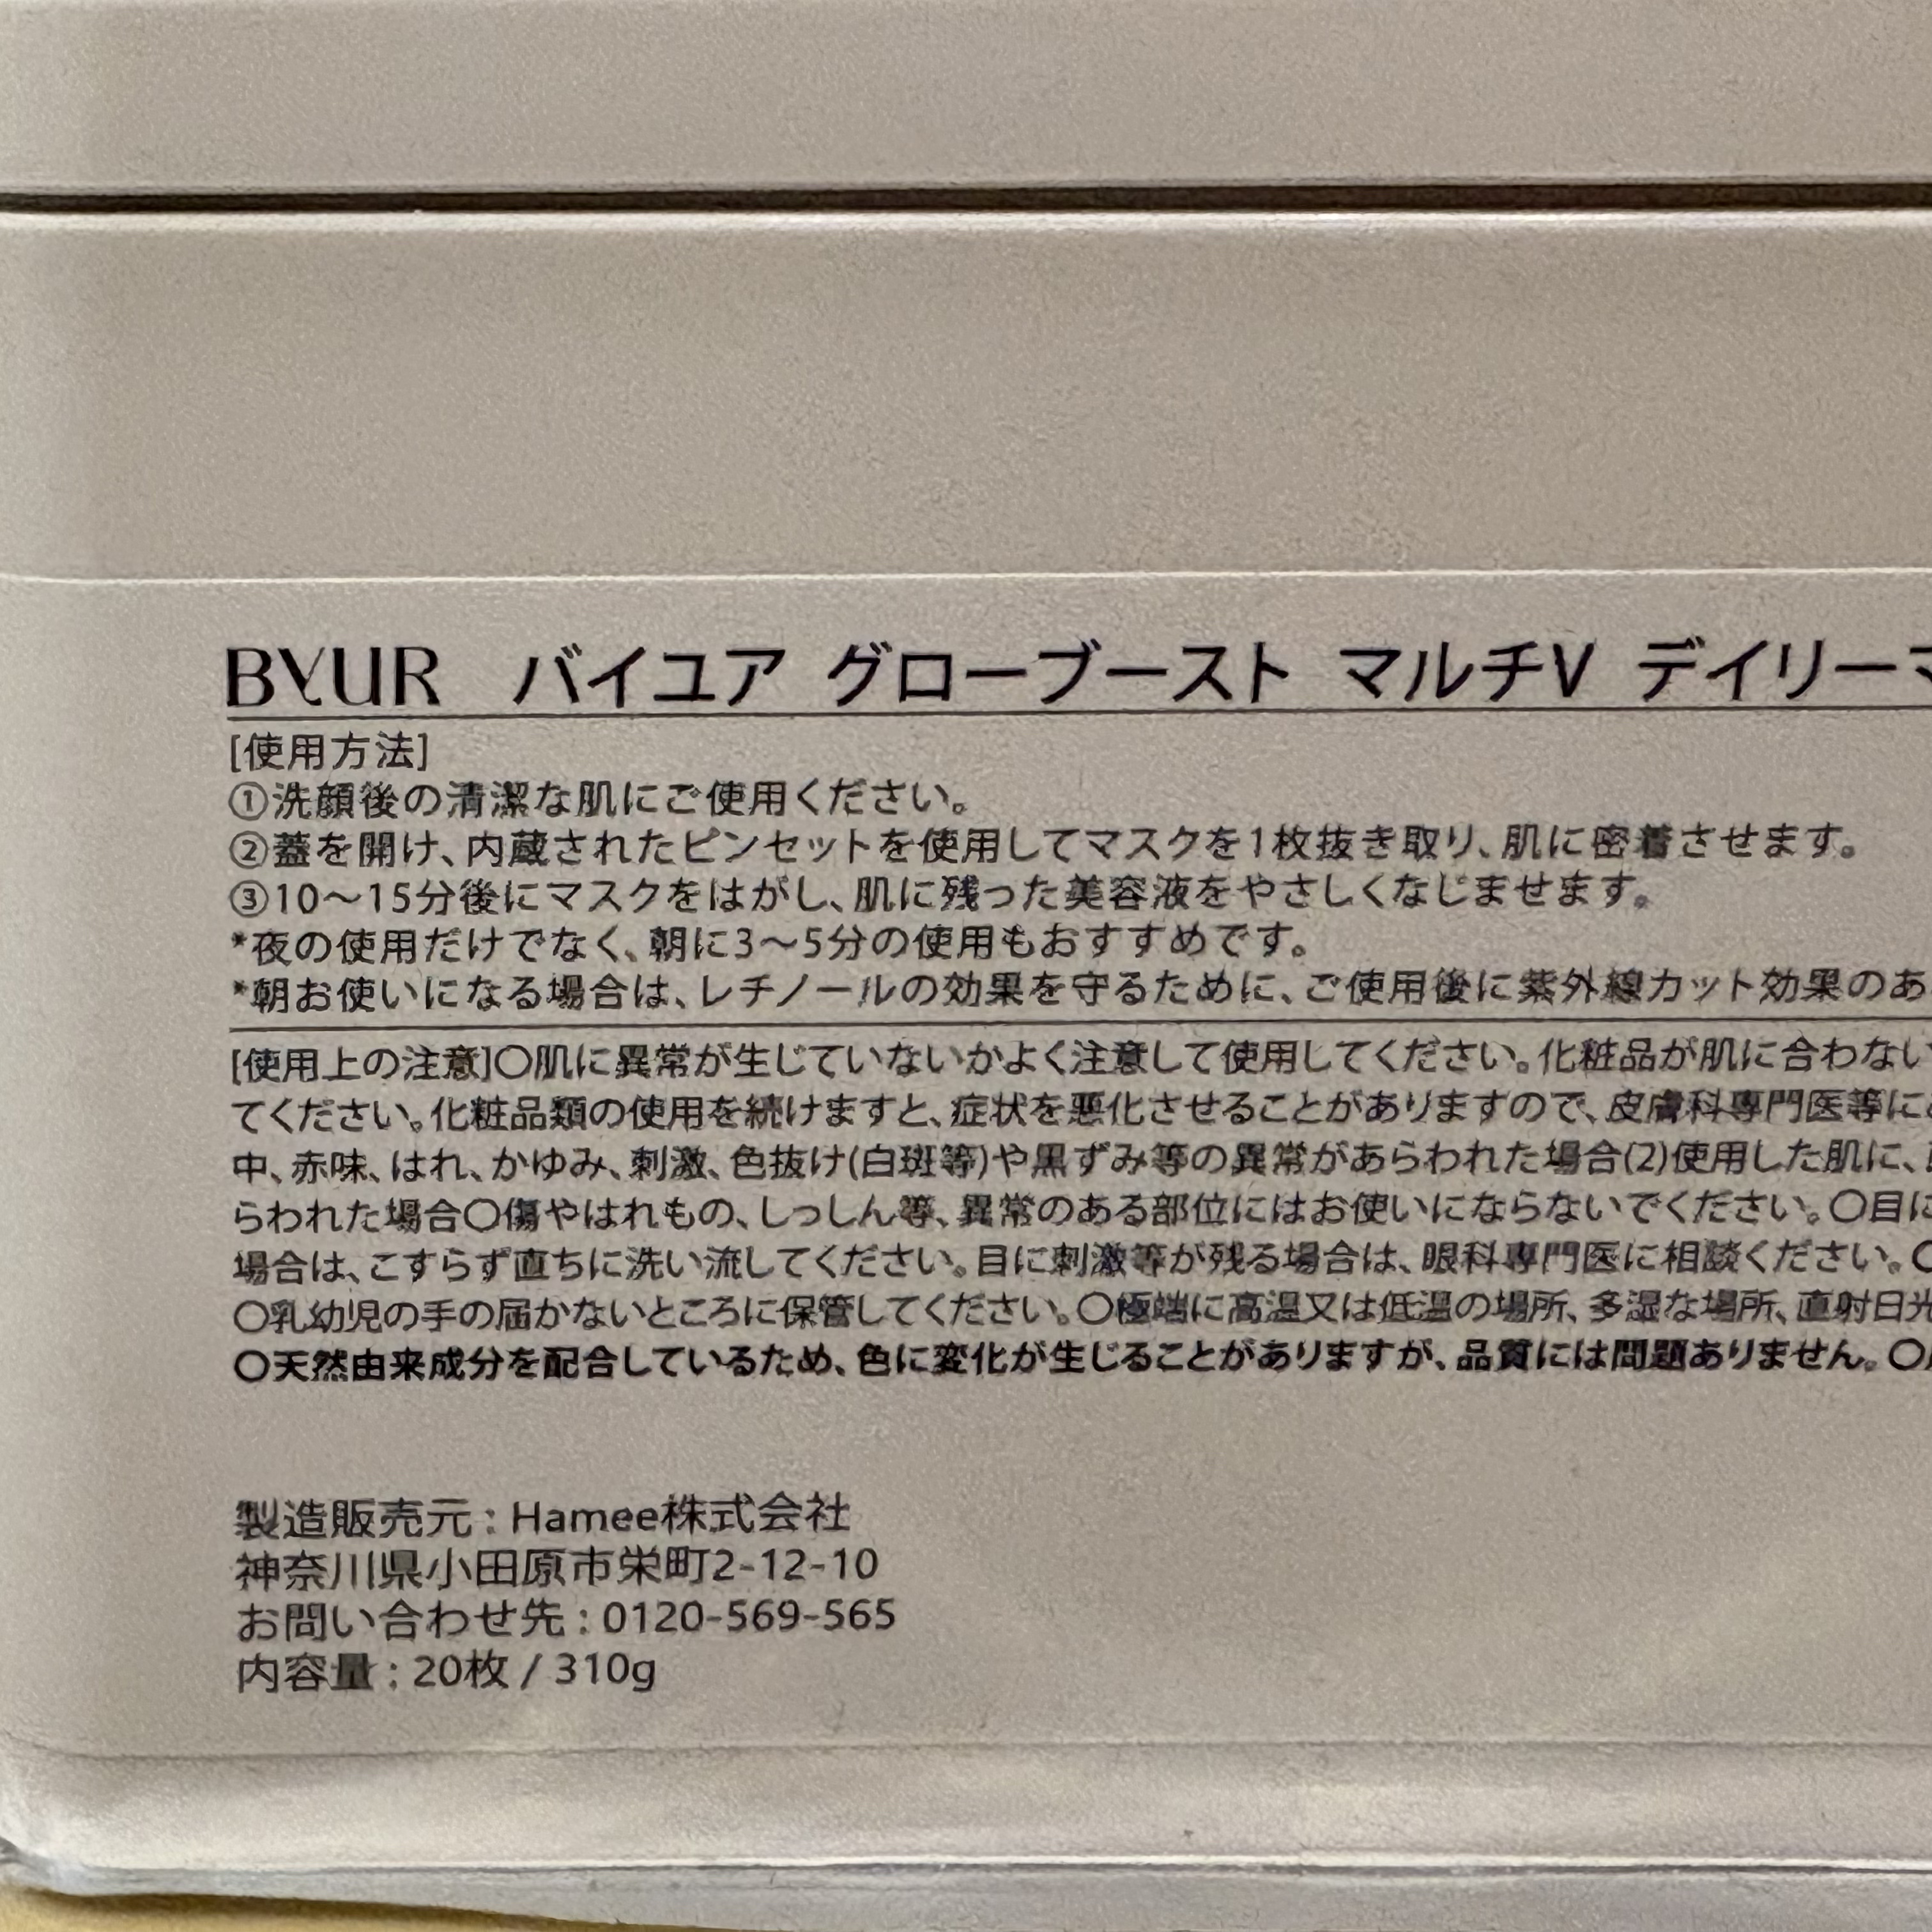 BYUR バイユア グローブースト マルチV デイリーマ
[使用方法]
①洗顔後の清潔な肌にご使用ください。
②蓋を開け、内蔵されたピンセットを使用してマスクを1枚抜き取り、肌に密着させます。
③10〜15分後にマスクをはがし、肌に残った美容液をやさしくなじませます。
*夜の使用だけでなく、朝に3〜5分の使用もおすすめです。
*朝お使いになる場合は、レチノールの効果を守るために、ご使用後に紫外線カット効果のあ
[使用上の注意]○肌に異常が生じていないかよく注意して使用してください。化粧品が肌に合わない
てください。化粧品類の使用を続けますと、症状を悪化させることがありますので、皮膚科専門医等に
中、赤味、はれ、かゆみ、刺激、色抜け(白斑等)や黒ずみ等の異常があらわれた場合(2)使用した肌に、
らわれた場合○傷やはれもの、しっしん等、異常のある部位にはお使いにならないでください。○目に
場合は、こすらず直ちに洗い流してください。目に刺激等が残る場合は、眼科専門医に相談ください。○
○乳幼児の手の届かないところに保管してください。○極端に高温又は低温の場所、多湿な場所、直射日光
○天然由来成分を配合しているため、色に変化が生じることがありますが、品質には問題ありません。○
製造販売元 : Hamee株式会社
神奈川県小田原市栄町2-12-10
お問い合わせ先 : 0120-569-565
内容量 : 20枚 / 310g